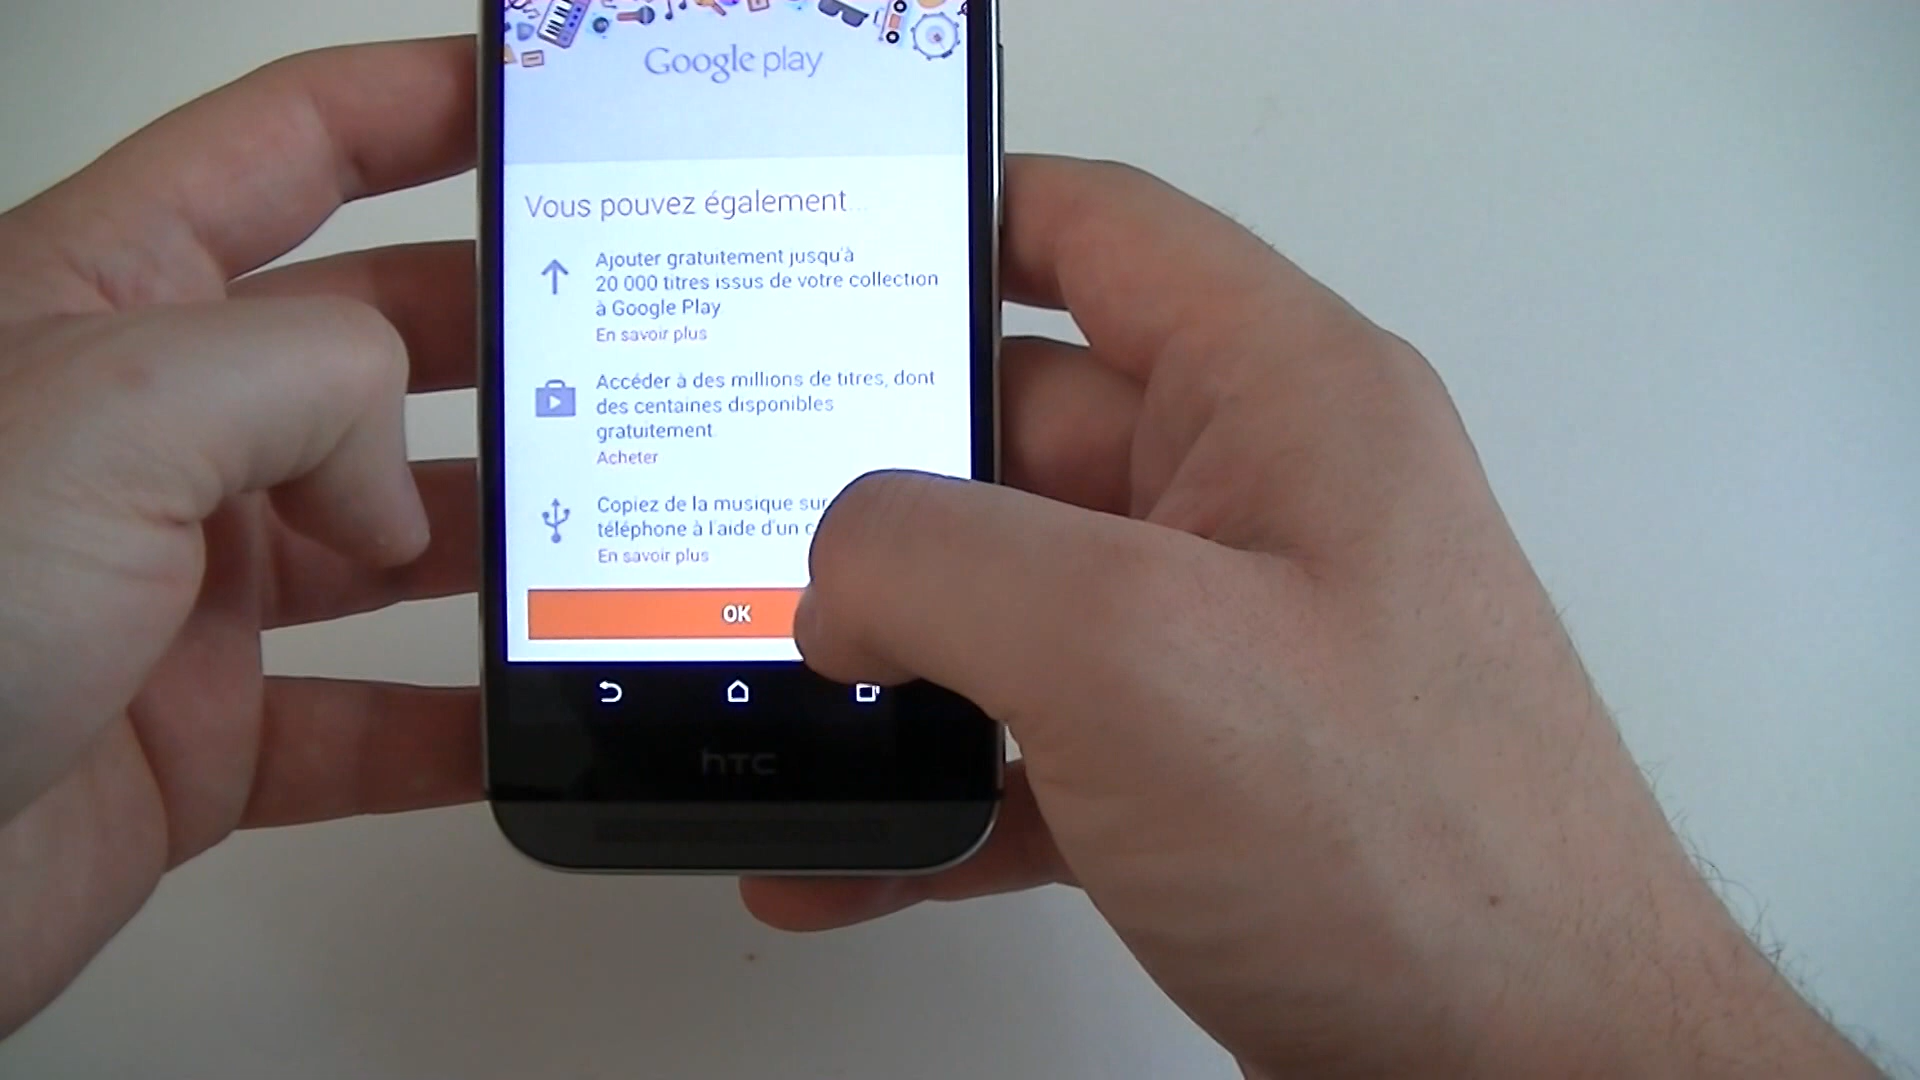 Google play
Vous pouvez également...
Ajouter gratuitement jusqu'à
20 000 titres issus de votre collection
à Google Play
En savoir plus
Accéder à des millions de titres, dont
des centaines disponibles
gratuitement.
Acheter
Copiez de la musique sur
téléphone à l'aide d'un
En savoir plus
OK
hTC